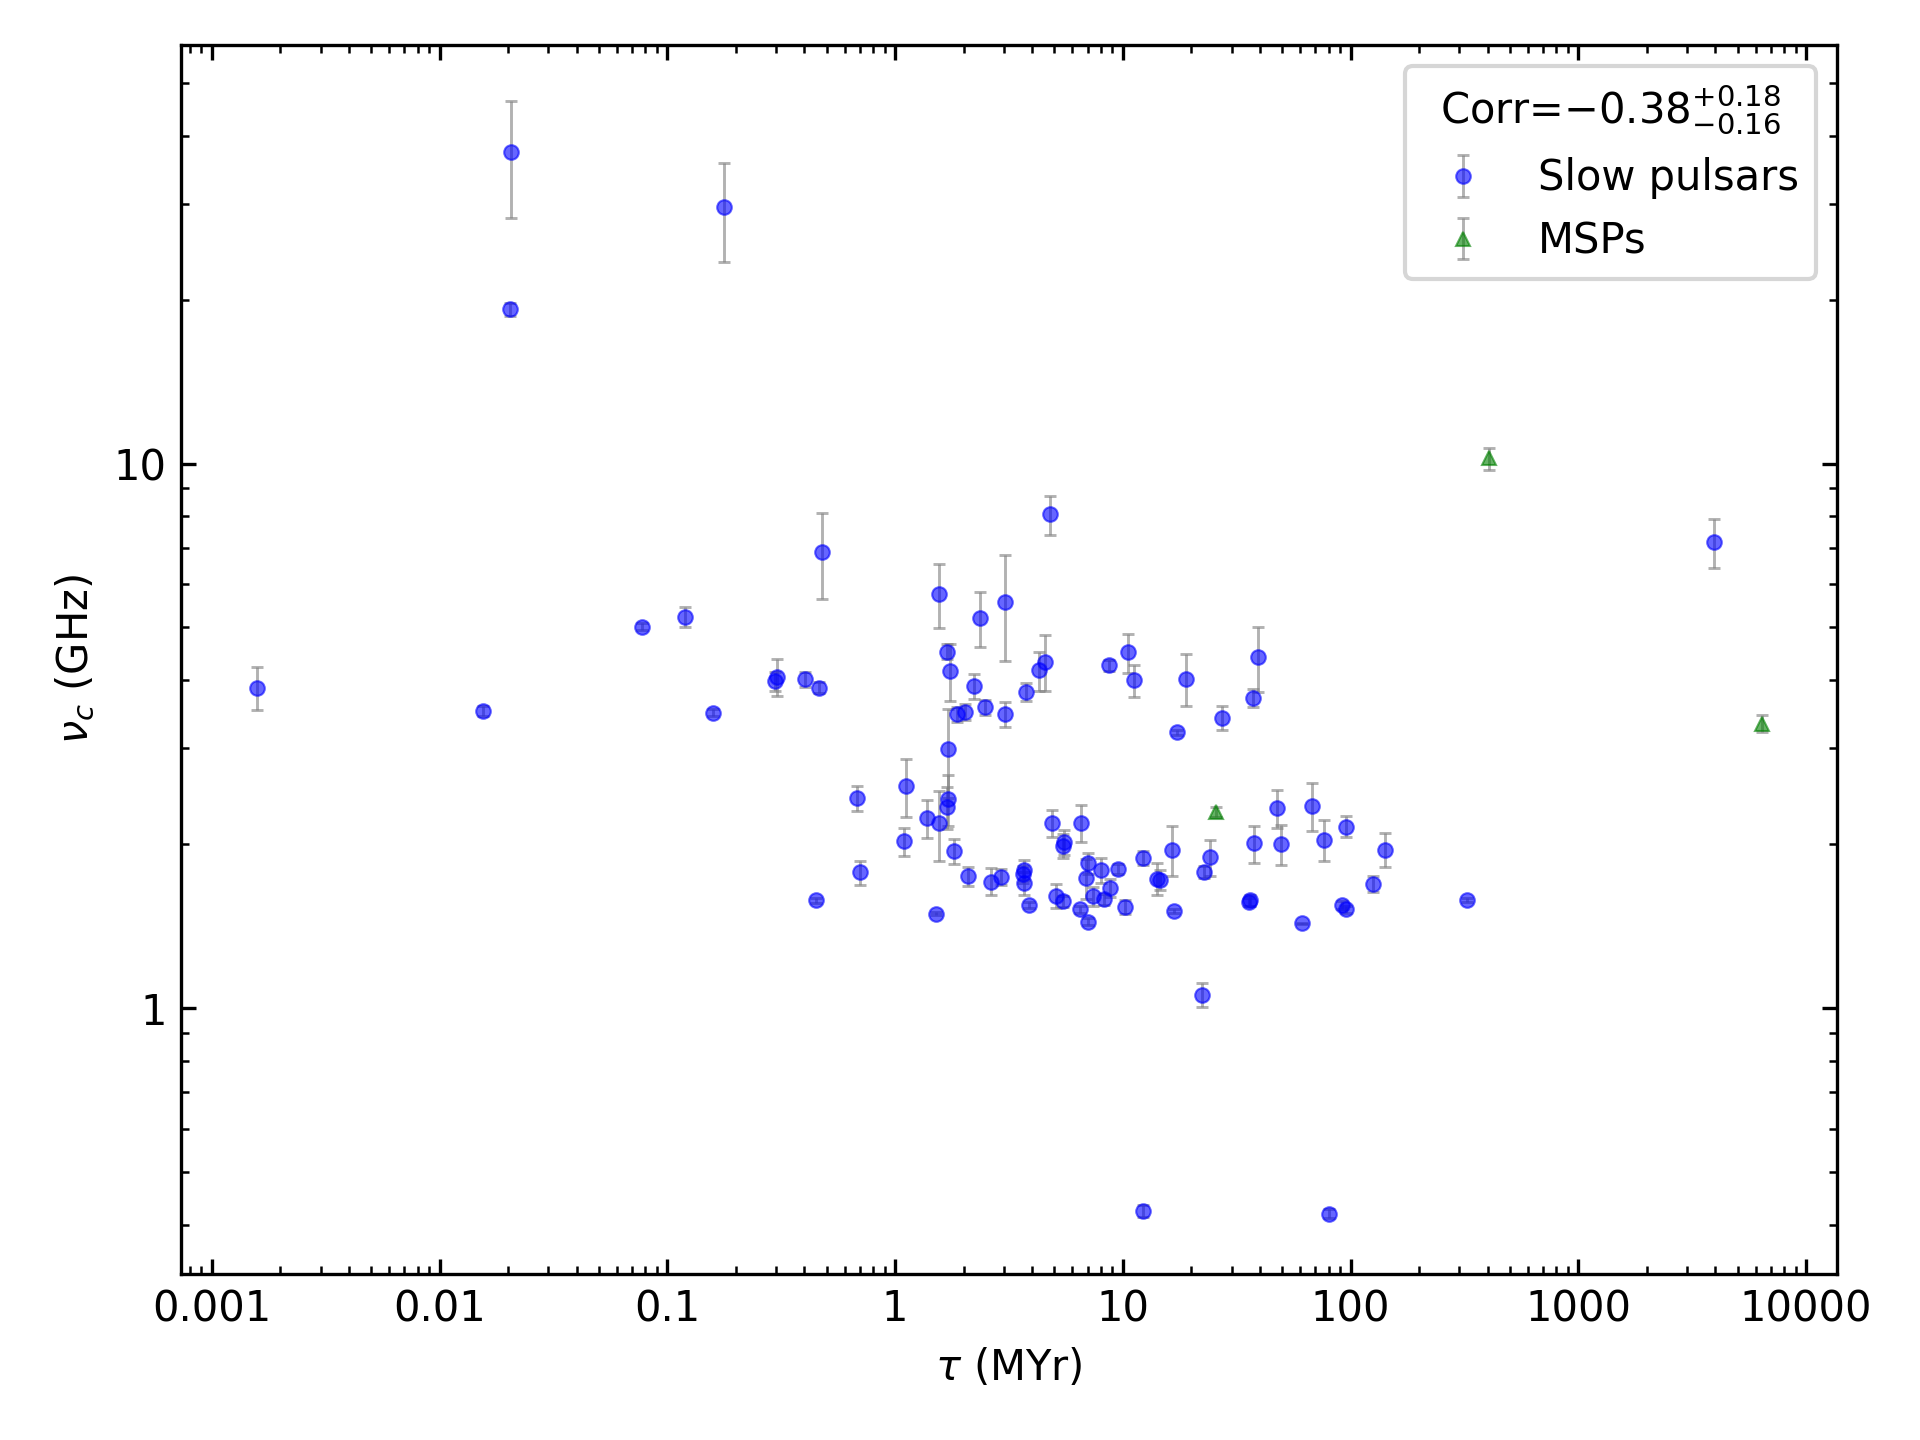 Corr=−0.38$^{+0.18}_{−0.16}$
Slow pulsars
MSPs
10
1
ν_c (GHz)
0.001 0.01 0.1 1 10 100 1000 10000
τ (MYr)